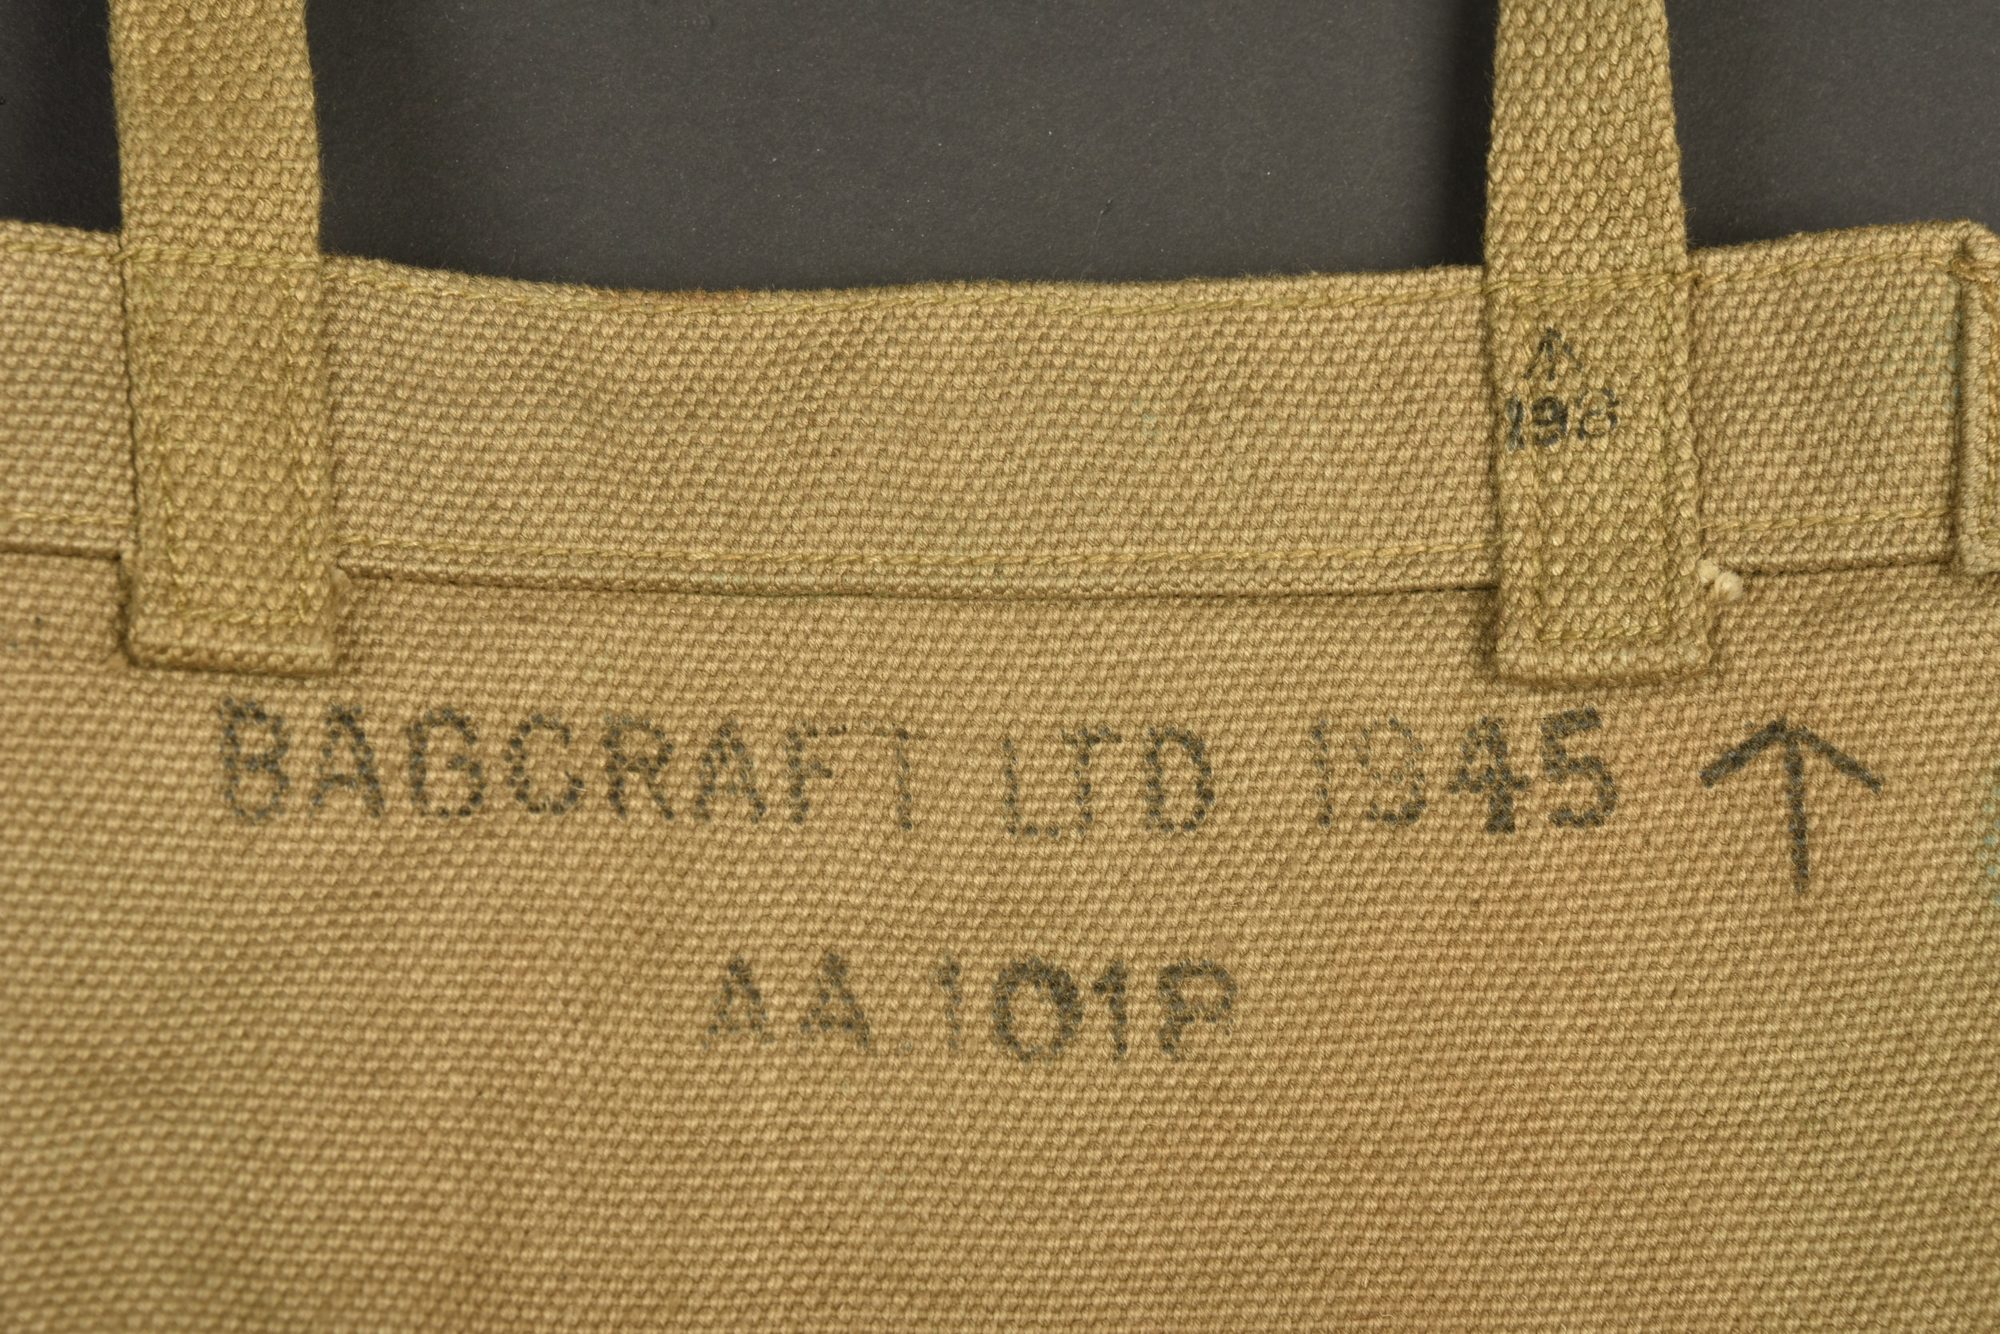 198
BAGCRAFT LTD 1945 ↑
AA.101P